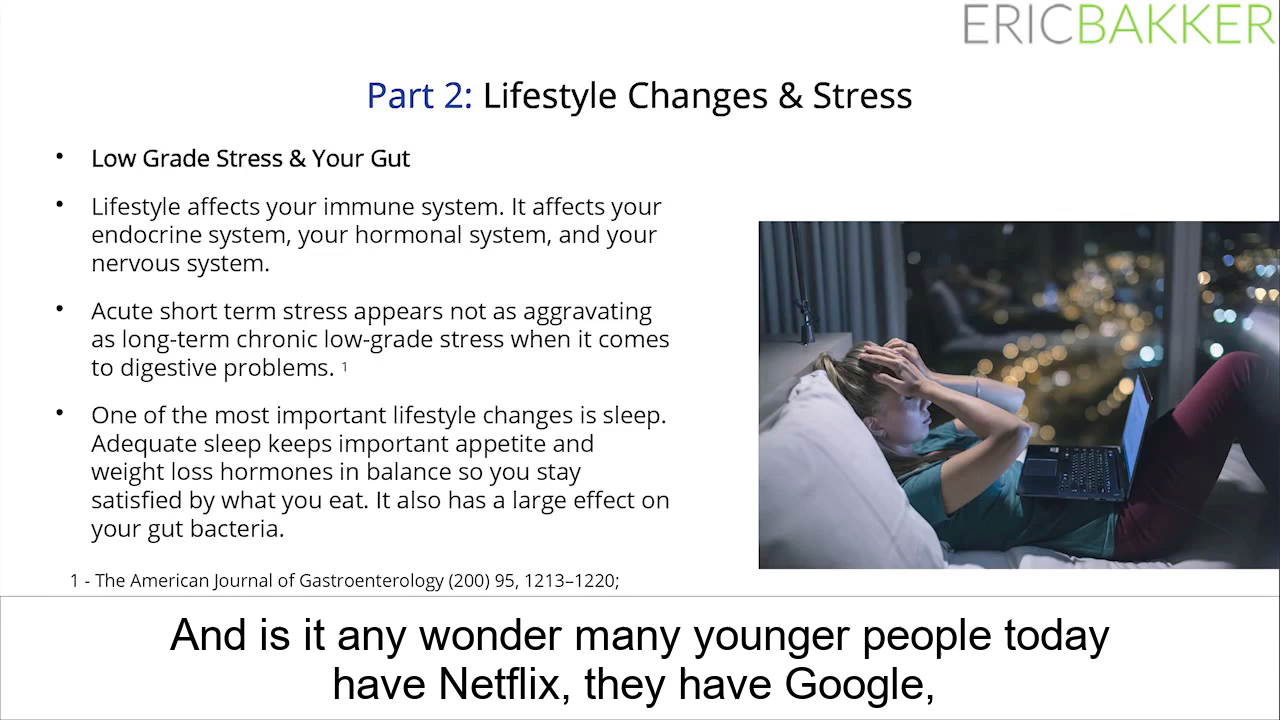 ERICBAKKER
Part 2: Lifestyle Changes & Stress
• Low Grade Stress & Your Gut
• Lifestyle affects your immune system. It affects your
endocrine system, your hormonal system, and your
nervous system.
• Acute short term stress appears not as aggravating
as long-term chronic low-grade stress when it comes
to digestive problems. 1
• One of the most important lifestyle changes is sleep.
Adequate sleep keeps important appetite and
weight loss hormones in balance so you stay
satisfied by what you eat. It also has a large effect on
your gut bacteria.
1 - The American Journal of Gastroenterology (200) 95, 1213–1220;
And is it any wonder many younger people today
have Netflix, they have Google,